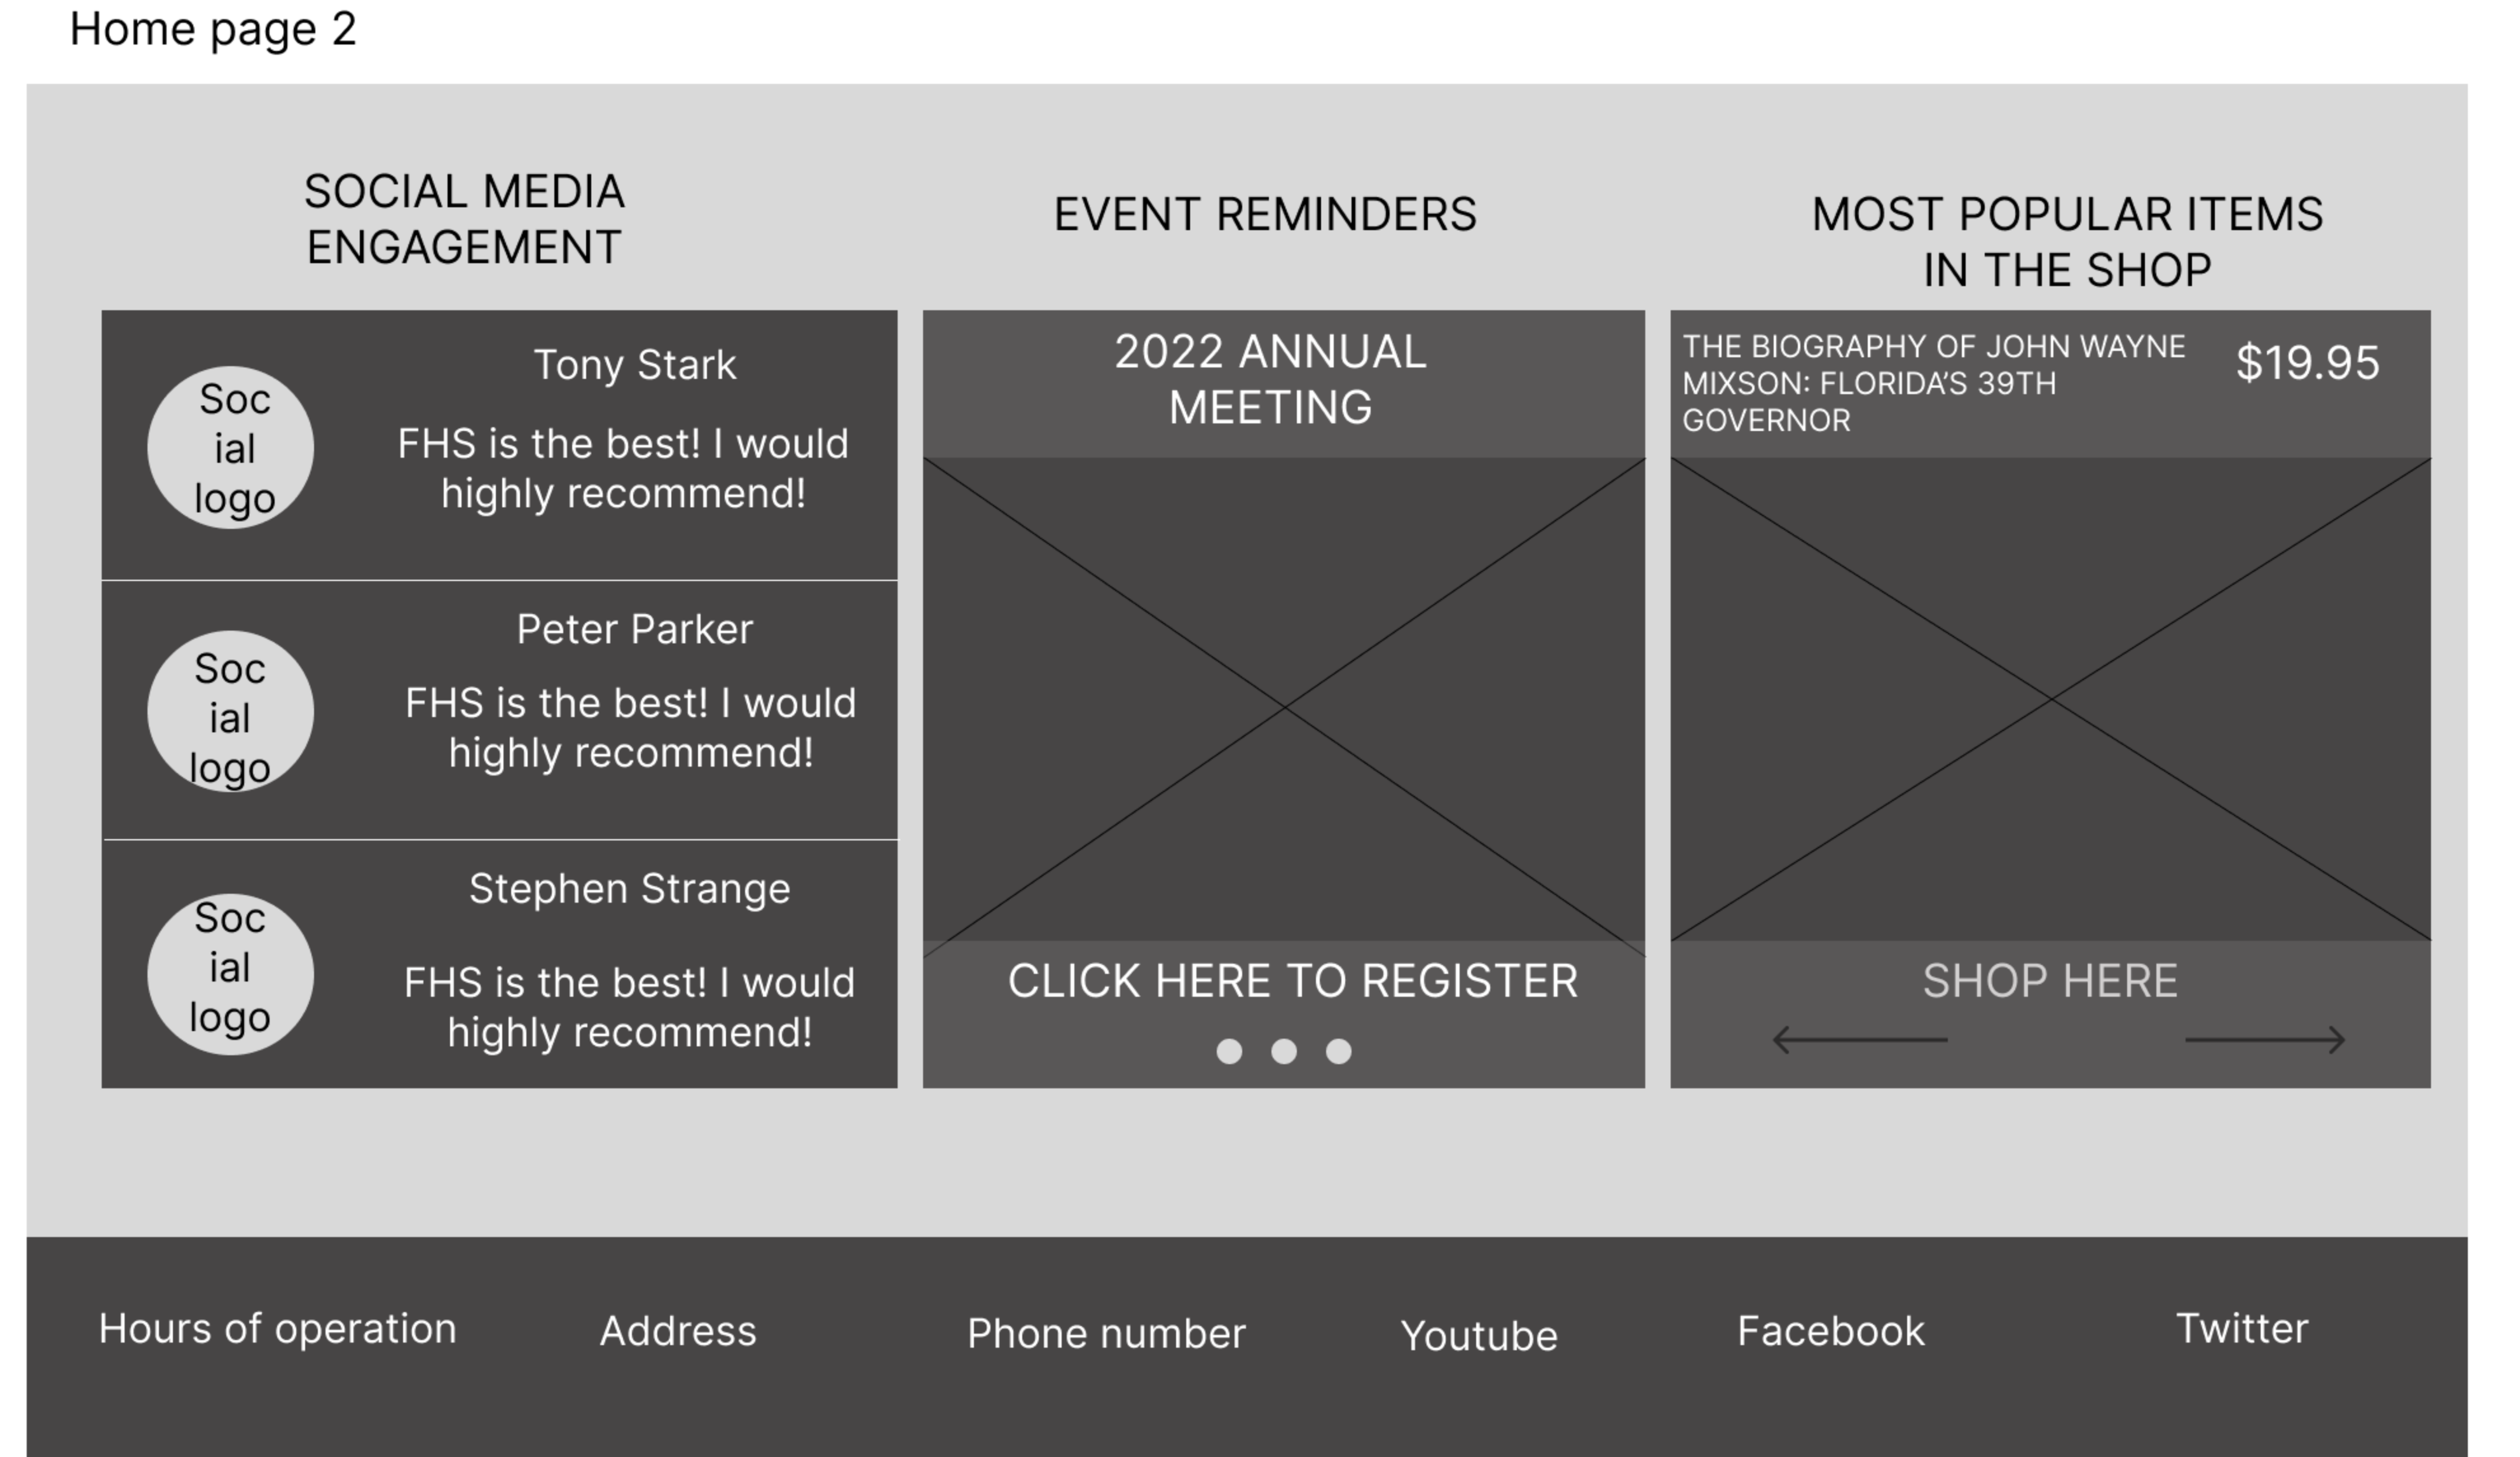 Home page 2
SOCIAL MEDIA
ENGAGEMENT
Soc
ial
logo
Tony Stark
FHS is the best! I would
highly recommend!
Soc
ial
logo
Peter Parker
FHS is the best! I would
highly recommend!
Soc
ial
logo
Stephen Strange
FHS is the best! I would
highly recommend!
EVENT REMINDERS
2022 ANNUAL
MEETING
CLICK HERE TO REGISTER
MOST POPULAR ITEMS
IN THE SHOP
THE BIOGRAPHY OF JOHN WAYNE
MIXSON: FLORIDA’S 39TH
GOVERNOR
$19.95
SHOP HERE
Hours of operation
Address
Phone number
Youtube
Facebook
Twitter